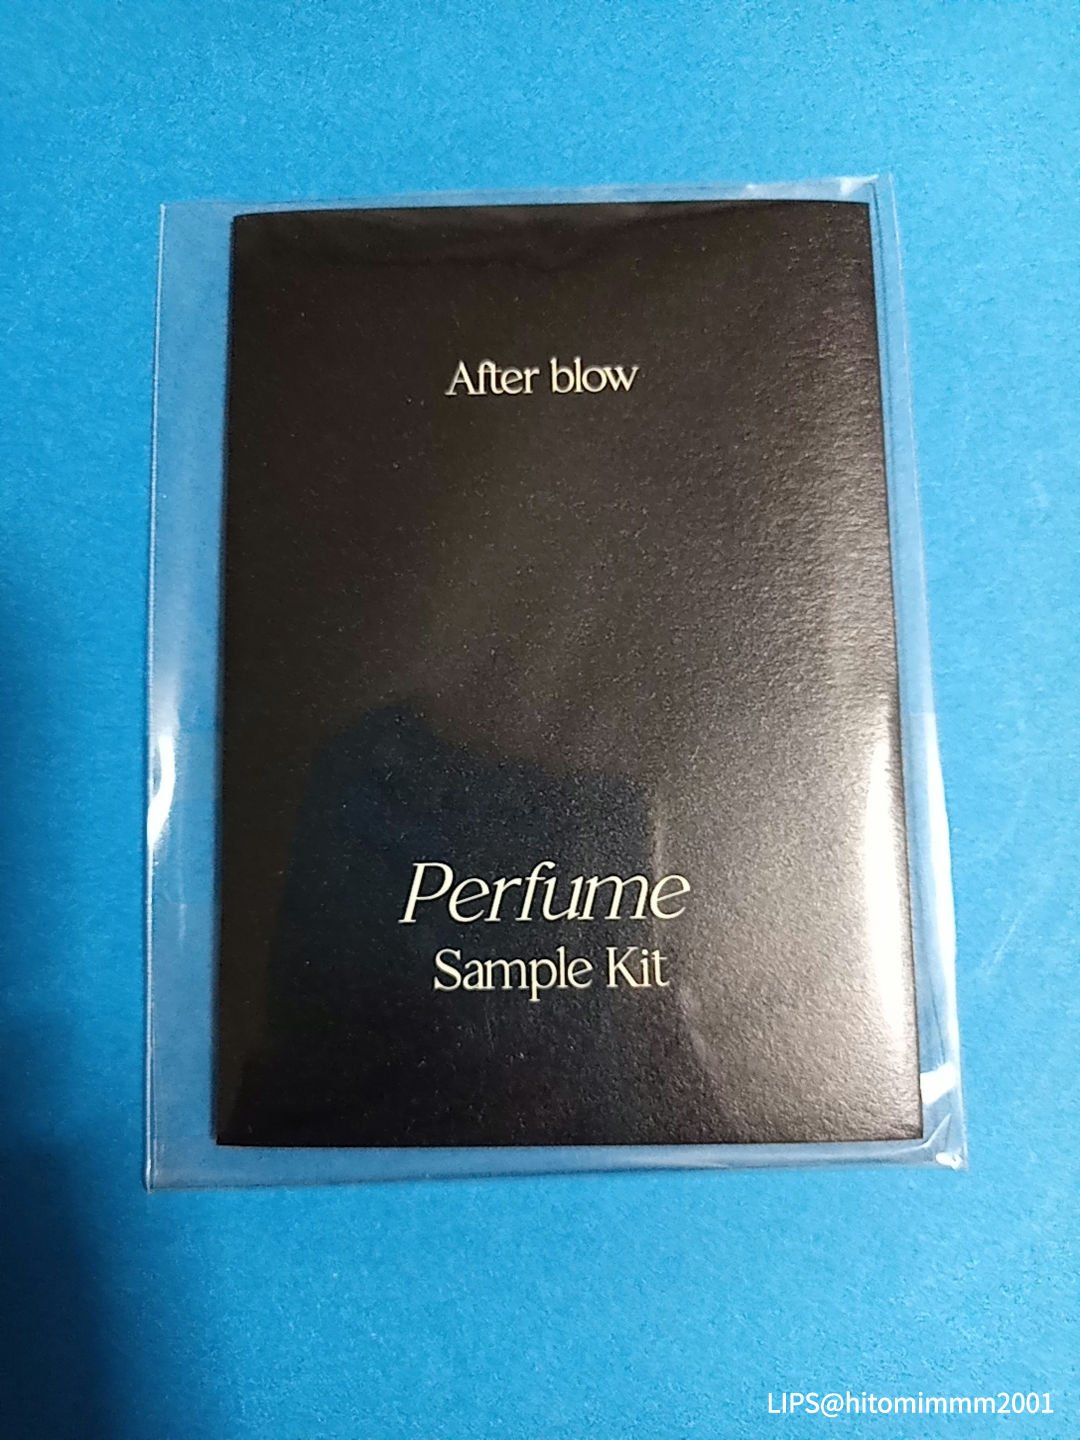 After blow
Perfume
Sample Kit
LIPS@hitomimmm2001